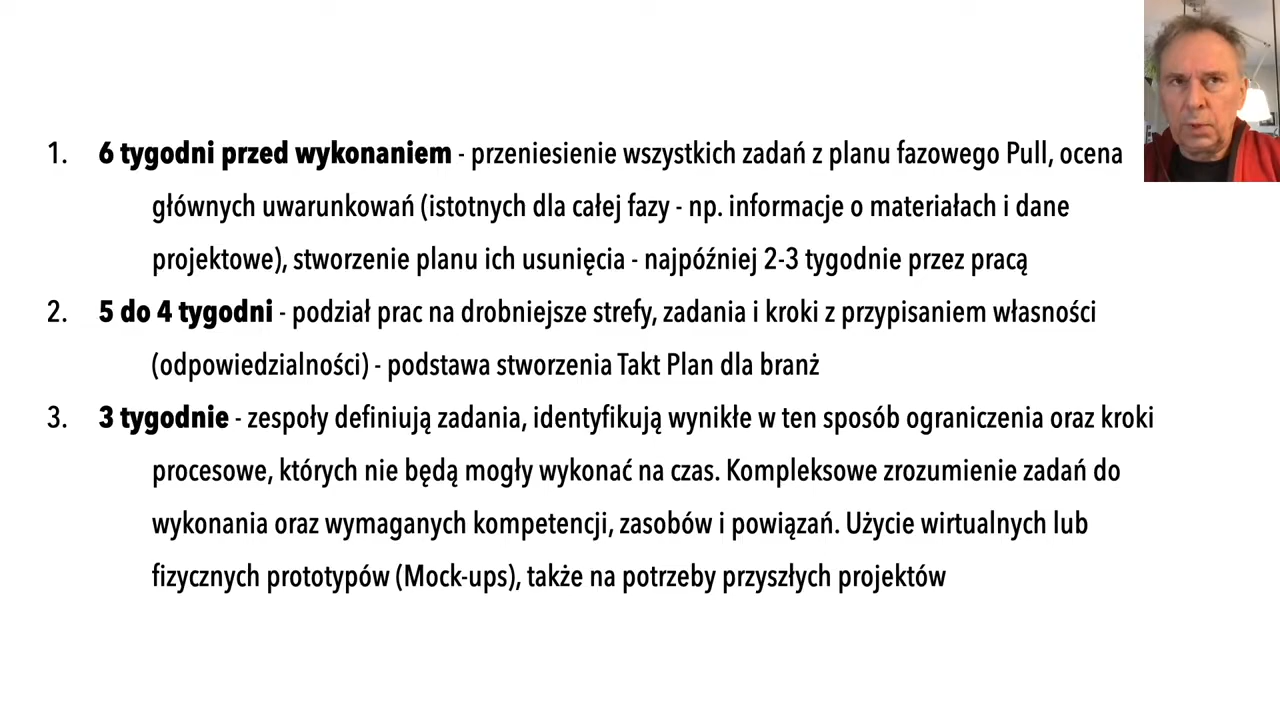 1. 6 tygodni przed wykonaniem - przeniesienie wszystkich zadań z planu fazowego Pull, ocena
głównych uwarunkowań (istotnych dla całej fazy - np. informacje o materiałach i dane
projektowe), stworzenie planu ich usunięcia - najpóźniej 2-3 tygodnie przez pracą
2. 5 do 4 tygodni - podział prac na drobniejsze strefy, zadania i kroki z przypisaniem własności
(odpowiedzialności) - podstawa stworzenia Takt Plan dla branż
3. 3 tygodnie - zespoły definiują zadania, identyfikują wynikłe w ten sposób ograniczenia oraz kroki
procesowe, których nie będą mogły wykonać na czas. Kompleksowe zrozumienie zadań do
wykonania oraz wymaganych kompetencji, zasobów i powiązań. Użycie wirtualnych lub
fizycznych prototypów (Mock-ups), także na potrzeby przyszłych projektów